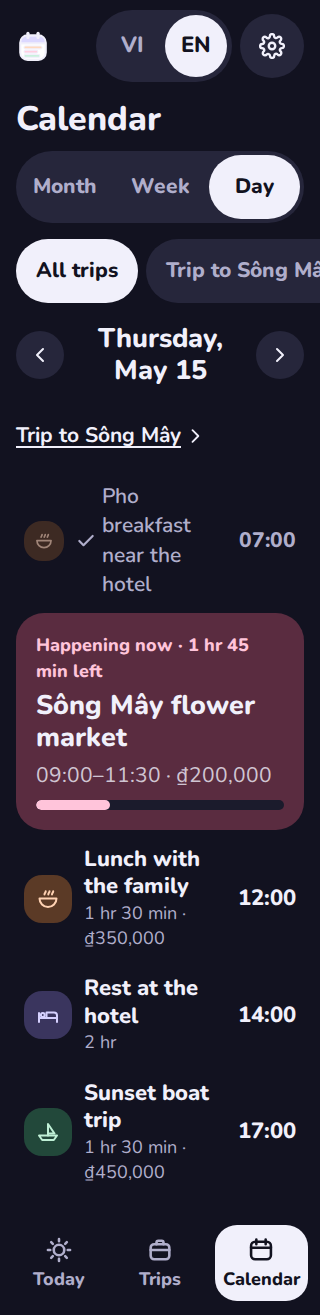 VI
EN
Calendar
Month
Week
Day
All trips
Trip to Sông
Thursday,
May 15
Trip to Sông Mây
Pho
breakfast
near the
hotel
07:00
Happening now · 1 hr 45
min left
Sông Mây flower
market
09:00–11:30 · ₫200,000
Lunch with
the family
1 hr 30 min ·
₫350,000
12:00
Rest at the
hotel
2 hr
14:00
Sunset boat
trip
1 hr 30 min ·
₫450,000
17:00
Today
Trips
Calendar